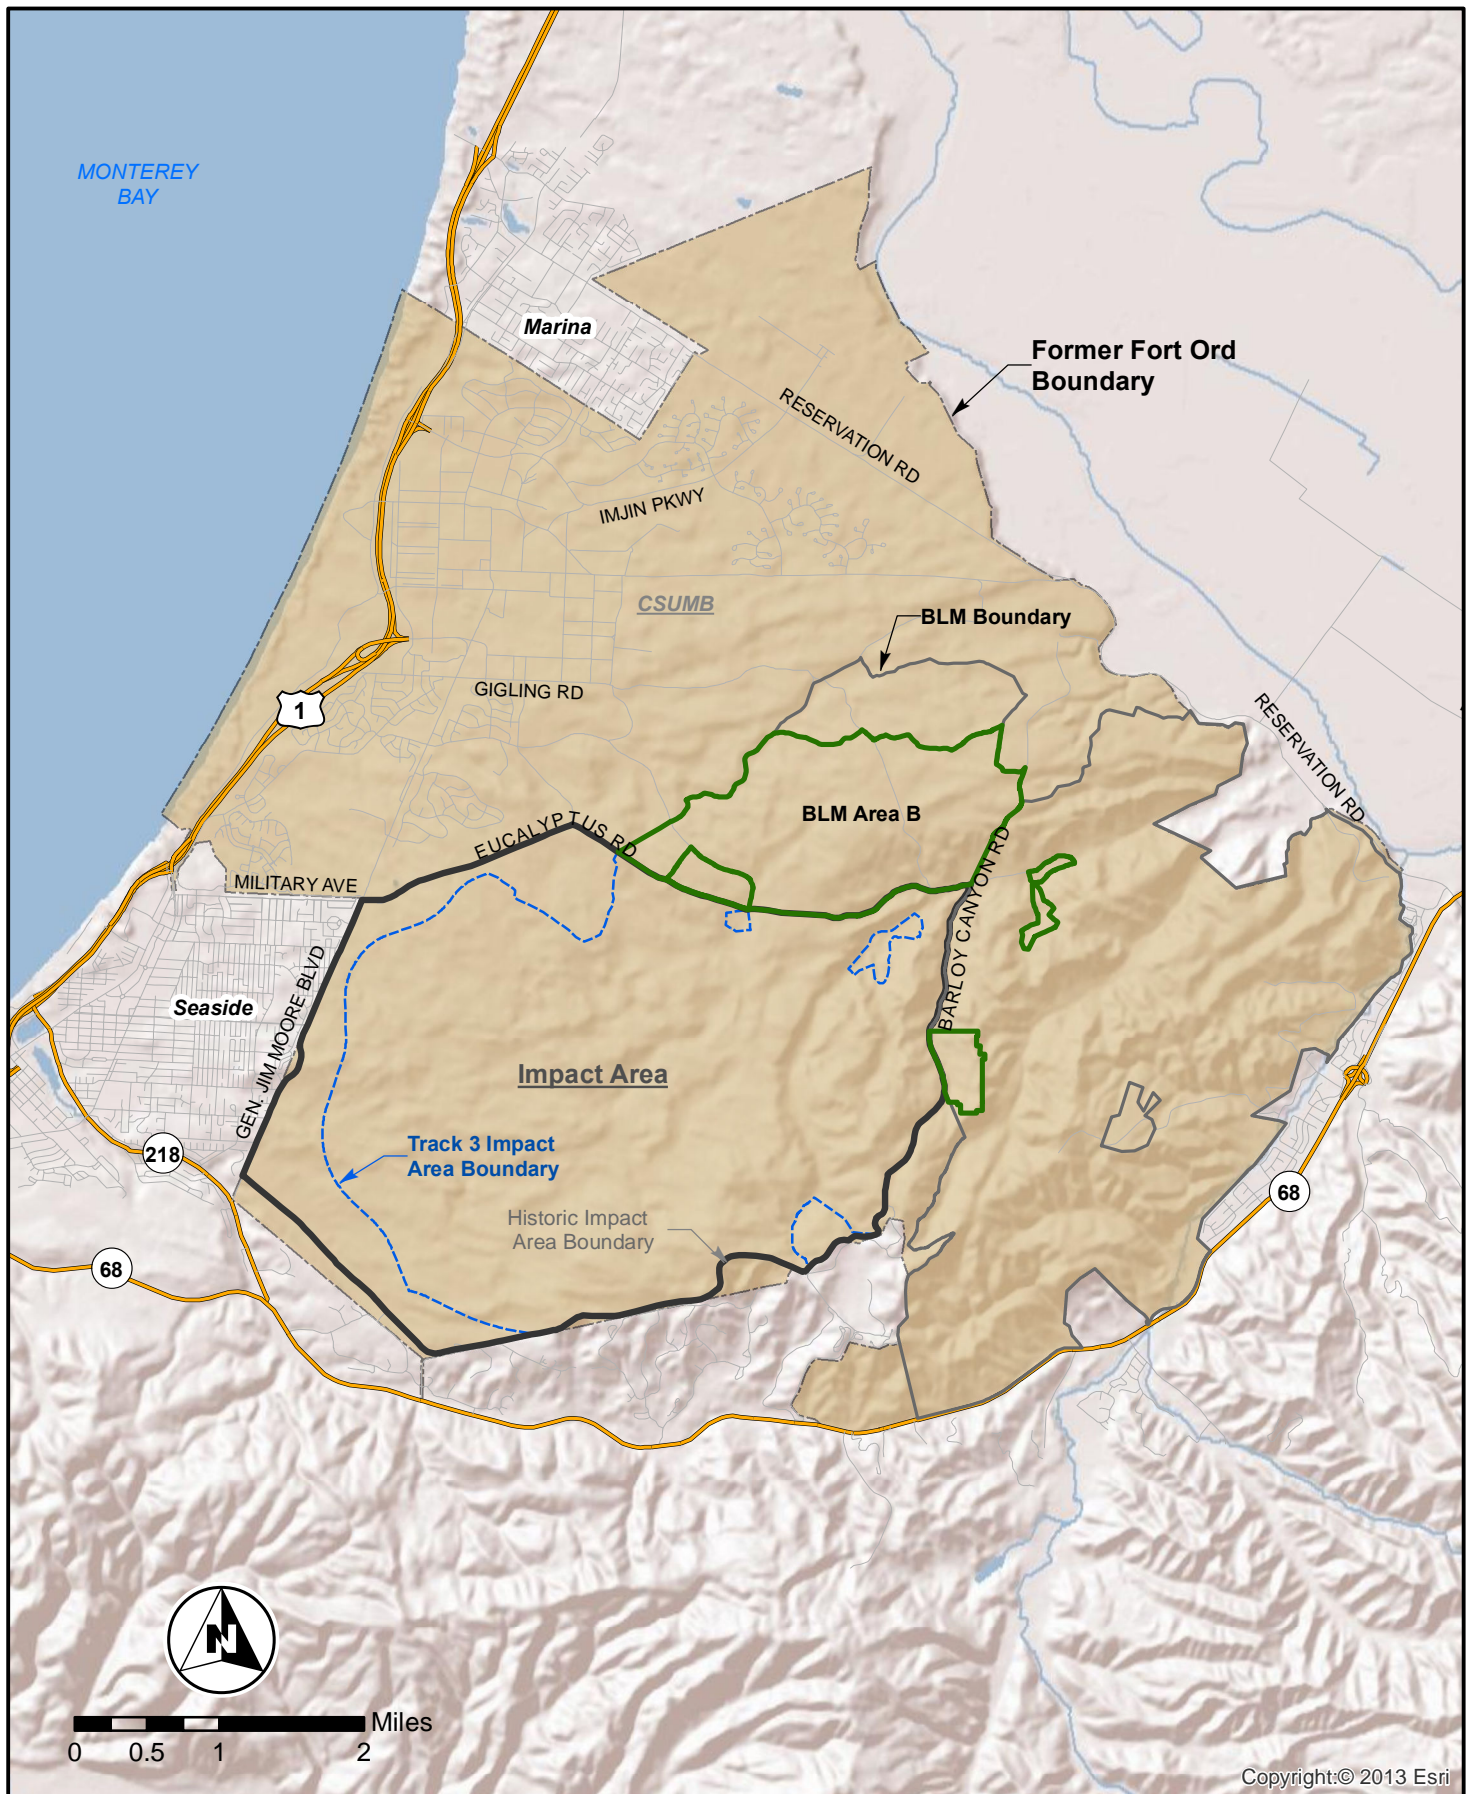 MONTEREY
BAY
Marina
Former Fort Ord
Boundary
RESERVATION RD
IMJIN PKWY
CSUMB
BLM Boundary
GIGLING RD
1
RESERVATION RD
BLM Area B
EUCALYPTUS RD
MILITARY AVE
BARLOY CANYON RD
GEN. JIM MOORE BLVD
Seaside
Impact Area
218
Track 3 Impact
Area Boundary
68
Historic Impact
Area Boundary
68
N
Miles
0 0.5 1 2
Copyright:© 2013 Esri